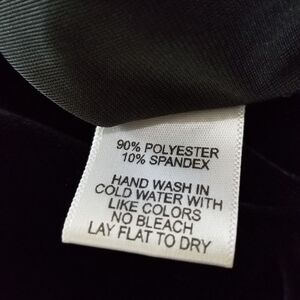 90% POLYESTER
10% SPANDEX
HAND WASH IN
COLD WATER WITH
LIKE COLORS
NO BLEACH
LAY FLAT TO DRY